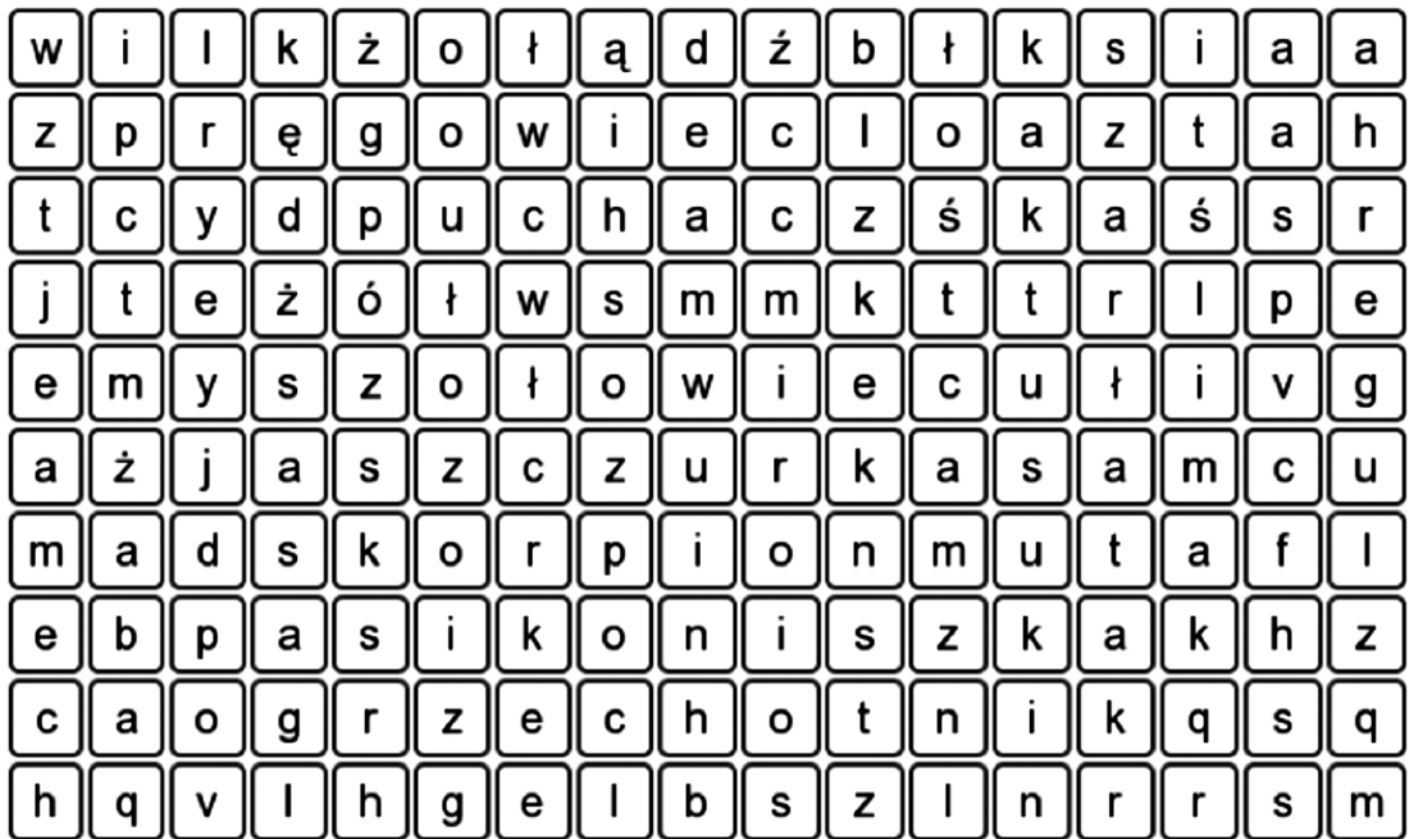 w i l k ż o ł ą d ź b ł k s i a a
z p r ę g o w i e c l o a z t a h
t c y d p u c h a c z ś k a ś s r
j t e ż ó ł w s m m k t t r l p e
e m y s z o ł o w i e c u ł i v g
a ż j a s z c z u r k a s a m c u
m a d s k o r p i o n m u t a f l
e b p a s i k o n i s z k a k h z
c a o g r z e c h o t n i k q s q
h q v l h g e l b s z l n r r s m